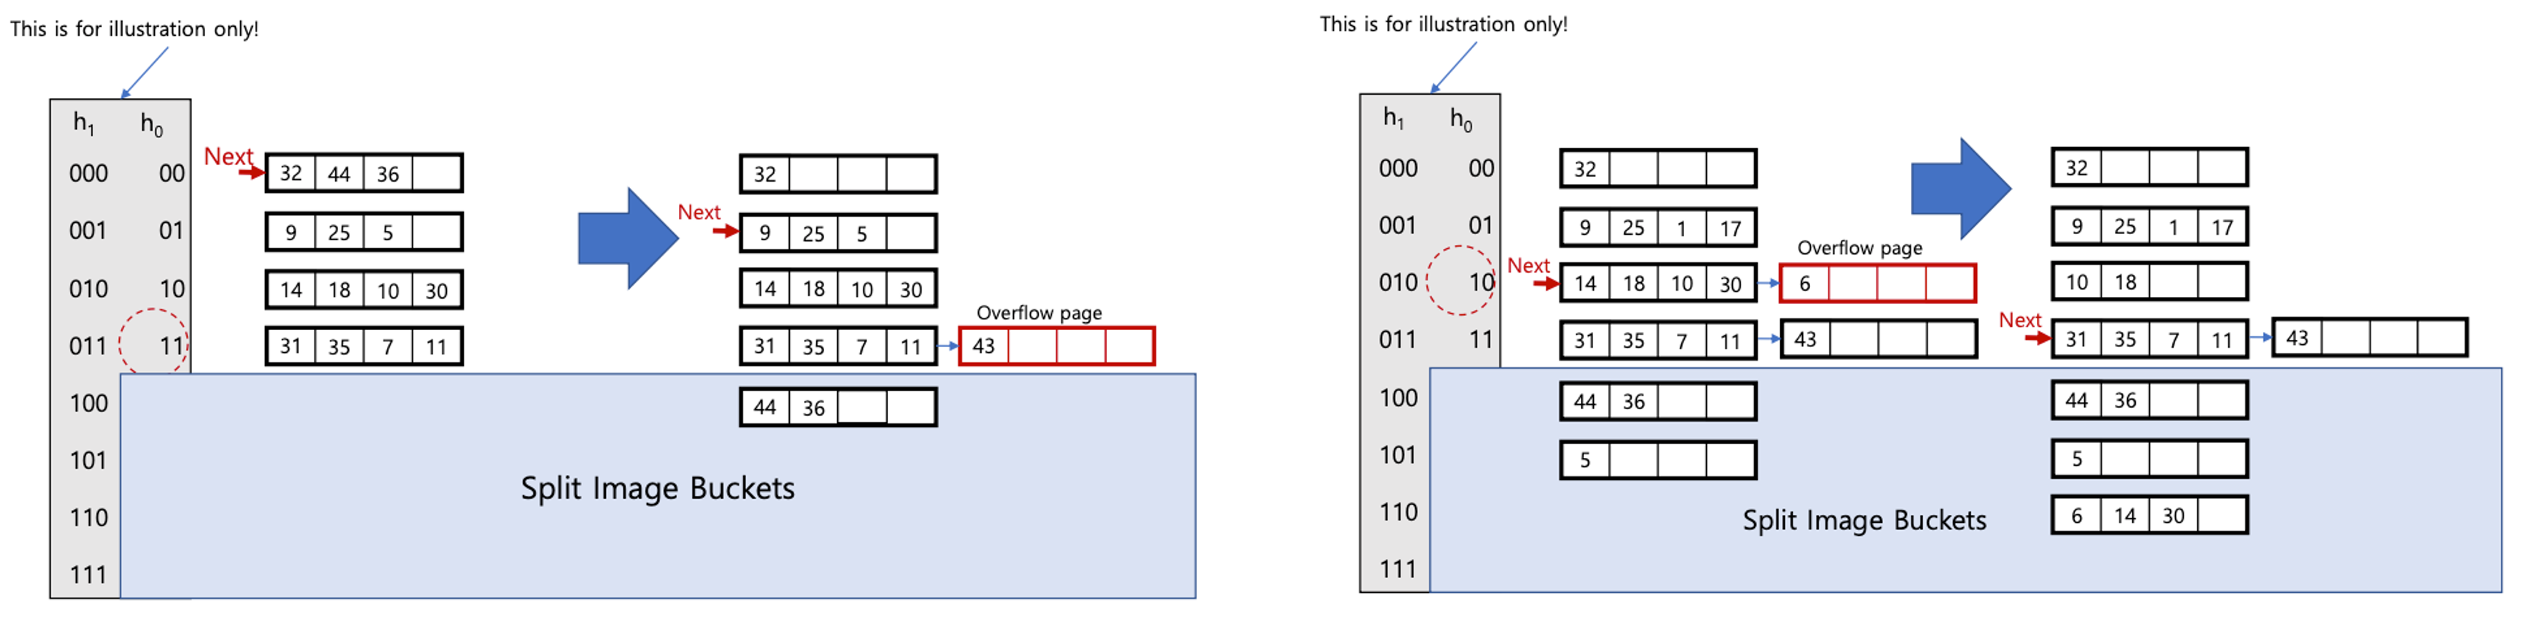 This is for illustration only!
h1 h0
000 00
001 01
010 10
011 11
100
101
110
111
Next
32 44 36
9 25 5
14 18 10 30
31 35 7 11
32
Next
9 25 5
14 18 10 30
Overflow page
31 35 7 11 43
44 36
Split Image Buckets
This is for illustration only!
h1 h0
000 00
001 01
010 10
011 11
100
101
110
111
32
9 25 1 17
Overflow page
Next
14 18 10 30 6
31 35 7 11 43
44 36
5
32
9 25 1 17
10 18
Next
31 35 7 11 43
44 36
5
6 14 30
Split Image Buckets